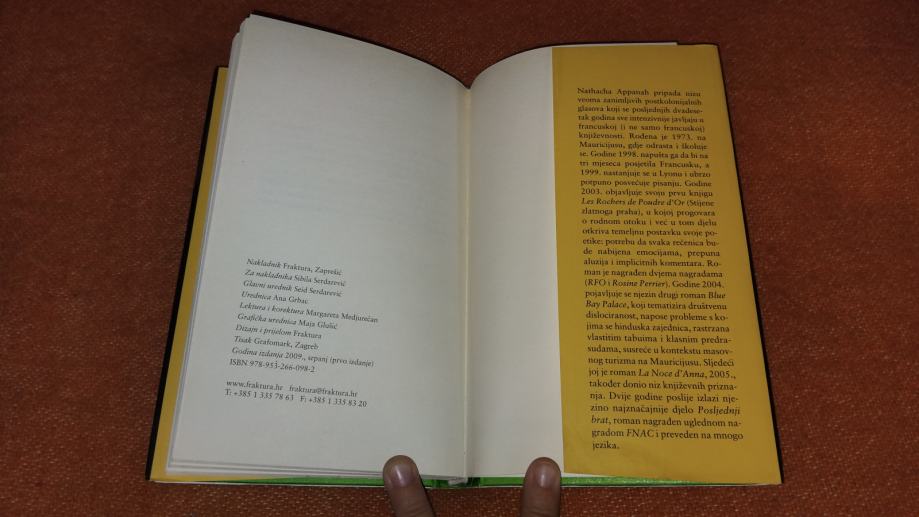 Nakladnik Fraktura, Zaprešić
Za nakladnika Sibila Serdarević
Glavni urednik Seid Serdarević
Urednica Ana Grbac
Lektura i korektura Margareta Medjurečan
Grafička urednica Maja Glušić
Dizajn i prijelom Fraktura
Tisak Grafomark, Zagreb
Godina izdanja 2009., srpanj (prvo izdanje)
ISBN 978-953-266-098-2
www.fraktura.hr fraktura@fraktura.hr
T: +385 1 335 78 63 F: +385 1 335 83 20
Nathacha Appanah pripada nizu
veoma zanimljivih postkolonijalnih
glasova koji se posljednjih dvadese-
tak godina sve intenzivnije javljaju u
francuskoj (i ne samo francuskoj)
književnosti. Rođena je 1973. na
Mauricijusu, gdje odrasta i školuje
se. Godine 1998. napušta ga da bi na
tri mjeseca posjetila Francusku, a
1999. nastanjuje se u Lyonu i ubrzo
potpuno posvećuje pisanju. Godine
2003. objavljuje svoju prvu knjigu
Les Rochers de Poudre d'Or (Stijene
zlatnoga praha), u kojoj progovara
o rodnom otoku i već u tom djelu
otkriva temeljnu postavku svoje po-
etike: potrebu da svaka rečenica bu-
de nabijena emocijama, prepuna
aluzija i implicitnih komentara. Ro-
man je nagrađen dvjema nagradama
(RFO i Rosine Perrier). Godine 2004.
pojavljuje se njezin drugi roman Blue
Bay Palace, koji tematizira društvenu
dislociranost, napose probleme s ko-
jima se hinduska zajednica, rastrzana
vlastitim tabuima i klasnim predra-
sudama, susreće u kontekstu masov-
nog turizma na Mauricijusu. Sljedeći
joj je roman La Noce d'Anna, 2005.,
također donio niz književnih prizna-
nja. Dvije godine poslije izlazi nje-
zino najznačajnije djelo Posljednji
brat, roman nagrađen uglednom na-
gradom FNAC i preveden na mnogo
jezika.